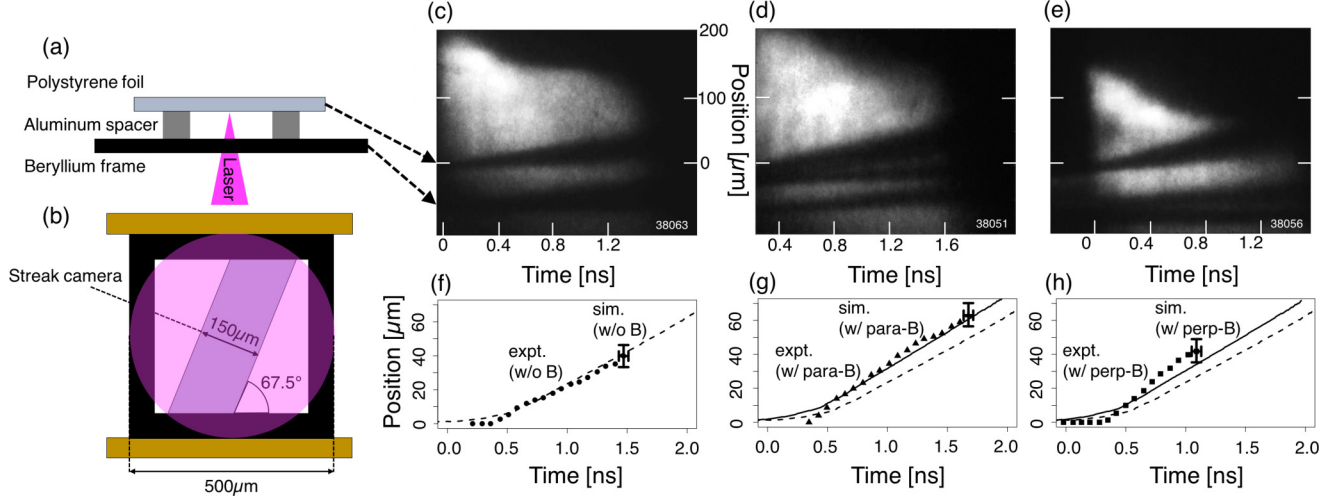 (a)
Polystyrene foil
Aluminum spacer
Beryllium frame
Laser
(b)
Streak camera
150µm
67.5°
500µm
(c)
38063
0 0.4 0.8 1.2
Time [ns]
200
100
0
Position [µm]
(d)
38051
0.4 0.8 1.2 1.6
Time [ns]
(e)
38056
0 0.4 0.8 1.2
Time [ns]
(f)
Position [µm]
60
40
20
0
sim.
(w/o B)
expt.
(w/o B)
0.0 0.5 1.0 1.5 2.0
Time [ns]
(g)
60
40
20
0
sim.
(w/ para-B)
expt.
(w/ para-B)
0.0 0.5 1.0 1.5 2.0
Time [ns]
(h)
60
40
20
0
sim.
(w/ perp-B)
expt.
(w/ perp-B)
0.0 0.5 1.0 1.5 2.0
Time [ns]